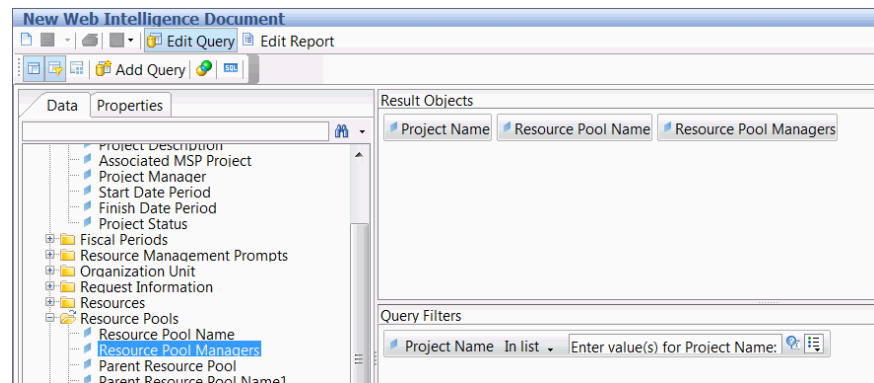 New Web Intelligence Document
Edit Query Edit Report
Add Query SQL
Data Properties
Project Description
Associated MSP Project
Project Manager
Start Date Period
Finish Date Period
Project Status
Fiscal Periods
Resource Management Prompts
Organization Unit
Request Information
Resources
Resource Pools
Resource Pool Name
Resource Pool Managers
Parent Resource Pool
Parent Resource Pool Name1
Result Objects
Project Name Resource Pool Name Resource Pool Managers
Query Filters
Project Name In list Enter value(s) for Project Name: